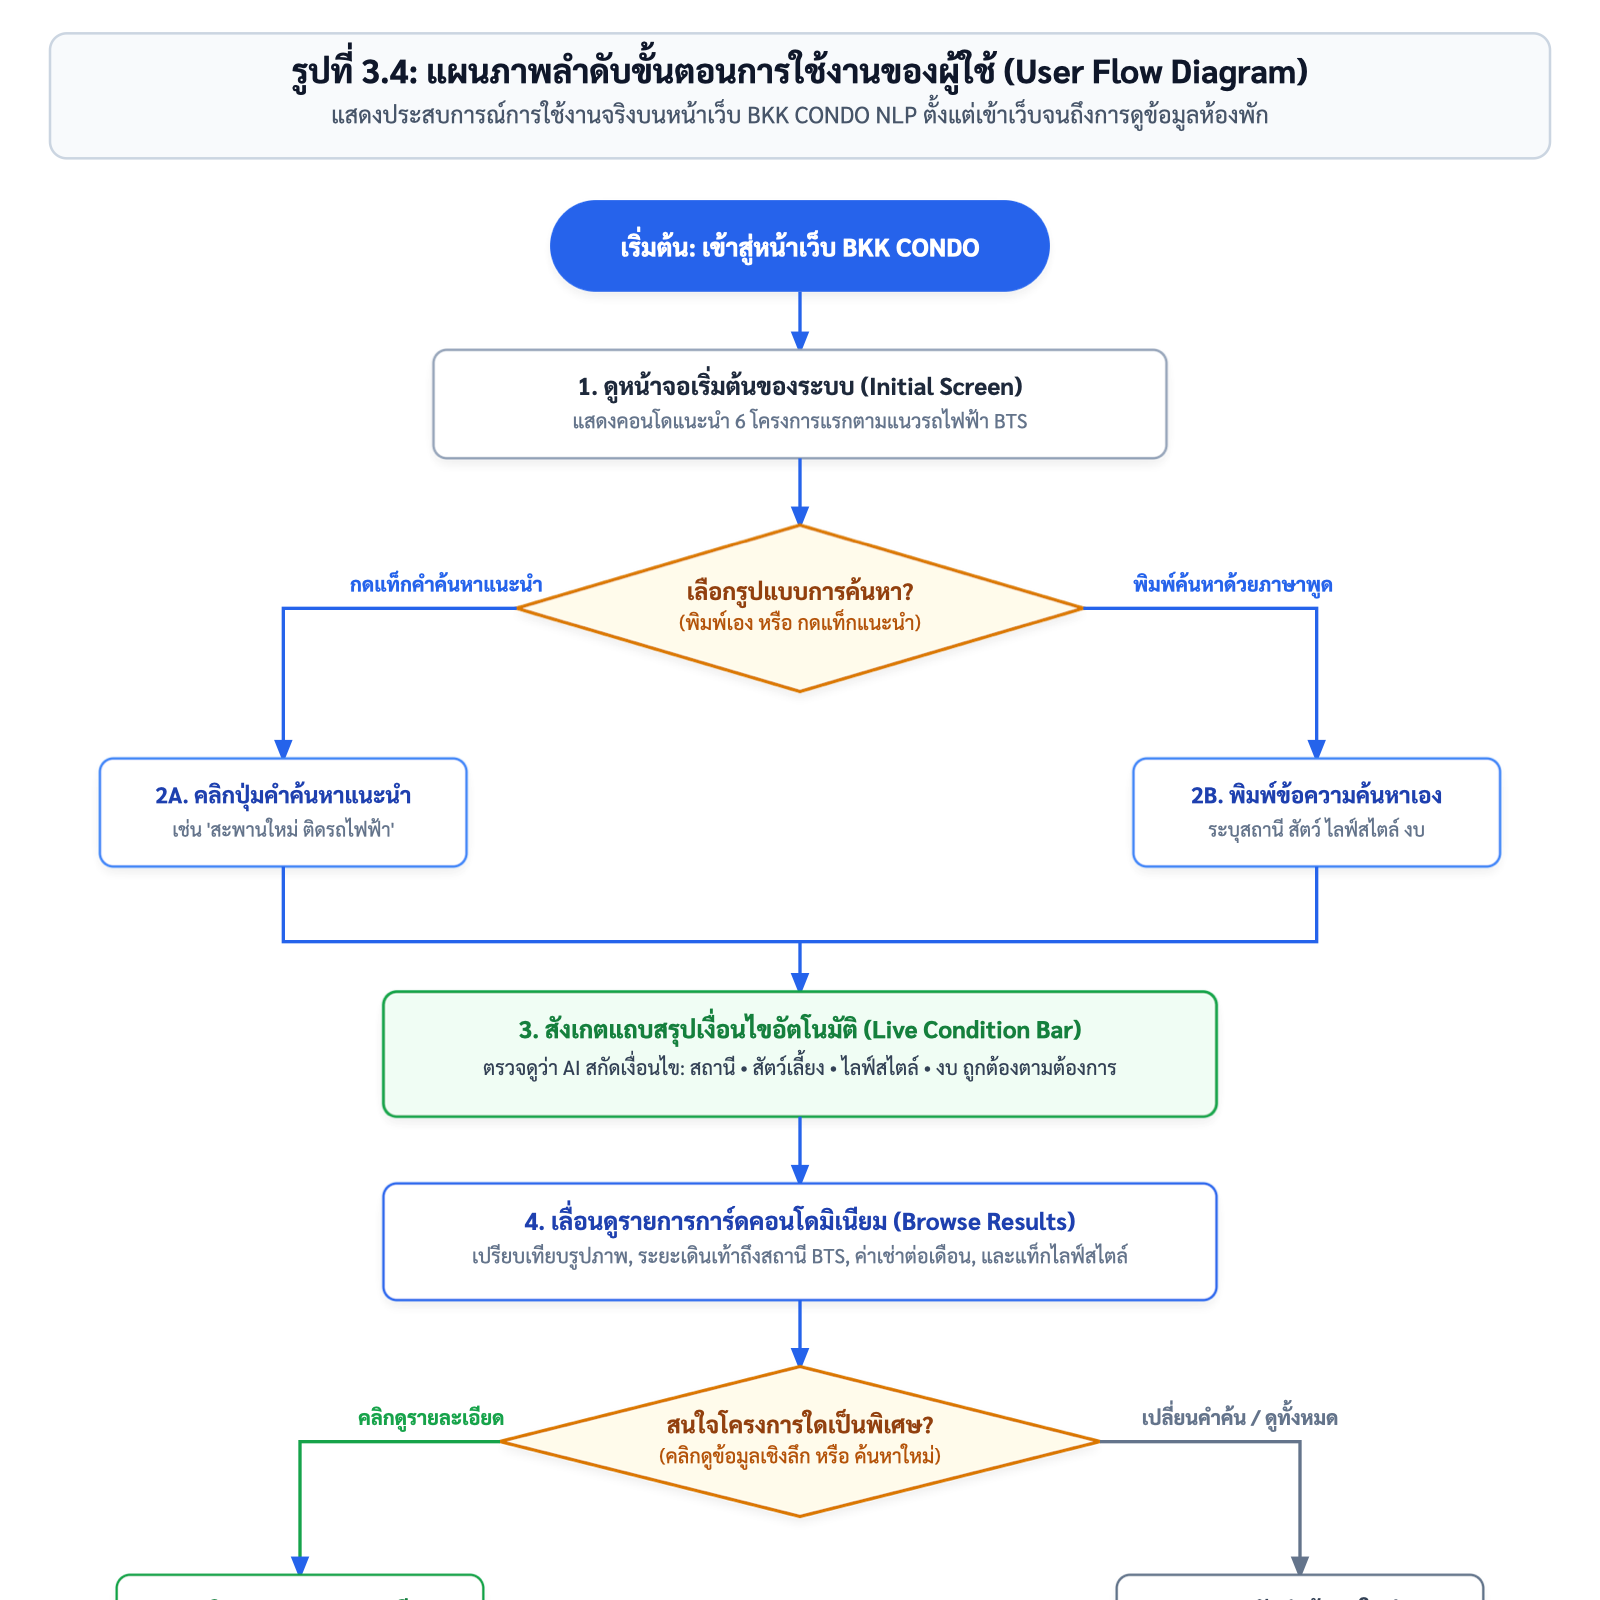 รูปที่ 3.4: แผนภาพลำดับขั้นตอนการใช้งานของผู้ใช้ (User Flow Diagram)
แสดงประสบการณ์การใช้งานจริงบนหน้าเว็บ BKK CONDO NLP ตั้งแต่เข้าเว็บจนถึงการดูข้อมูลห้องพัก
เริ่มต้น: เข้าสู่หน้าเว็บ BKK CONDO
1. ดูหน้าจอเริ่มต้นของระบบ (Initial Screen)
แสดงคอนโดแนะนำ 6 โครงการแรกตามแนวรถไฟฟ้า BTS
กดแท็กคำค้นหาแนะนำ
พิมพ์ค้นหาด้วยภาษาพูด
เลือกรูปแบบการค้นหา?
(พิมพ์เอง หรือ กดแท็กแนะนำ)
2A. คลิกปุ่มคำค้นหาแนะนำ
เช่น 'สะพานใหม่ ติดรถไฟฟ้า'
2B. พิมพ์ข้อความค้นหาเอง
ระบุสถานี สัตว์ ไลฟ์สไตล์ งบ
3. สังเกตแถบสรุปเงื่อนไขอัตโนมัติ (Live Condition Bar)
ตรวจดูว่า AI สกัดเงื่อนไข: สถานี • สัตว์เลี้ยง • ไลฟ์สไตล์ • งบ ถูกต้องตามต้องการ
4. เลื่อนดูรายการการ์ดคอนโดมิเนียม (Browse Results)
เปรียบเทียบรูปภาพ, ระยะเดินเท้าถึงสถานี BTS, ค่าเช่าต่อเดือน, และแท็กไลฟ์สไตล์
คลิกดูรายละเอียด
เปลี่ยนคำค้น / ดูทั้งหมด
สนใจโครงการใดเป็นพิเศษ?
(คลิกดูข้อมูลเชิงลึก หรือ ค้นหาใหม่)